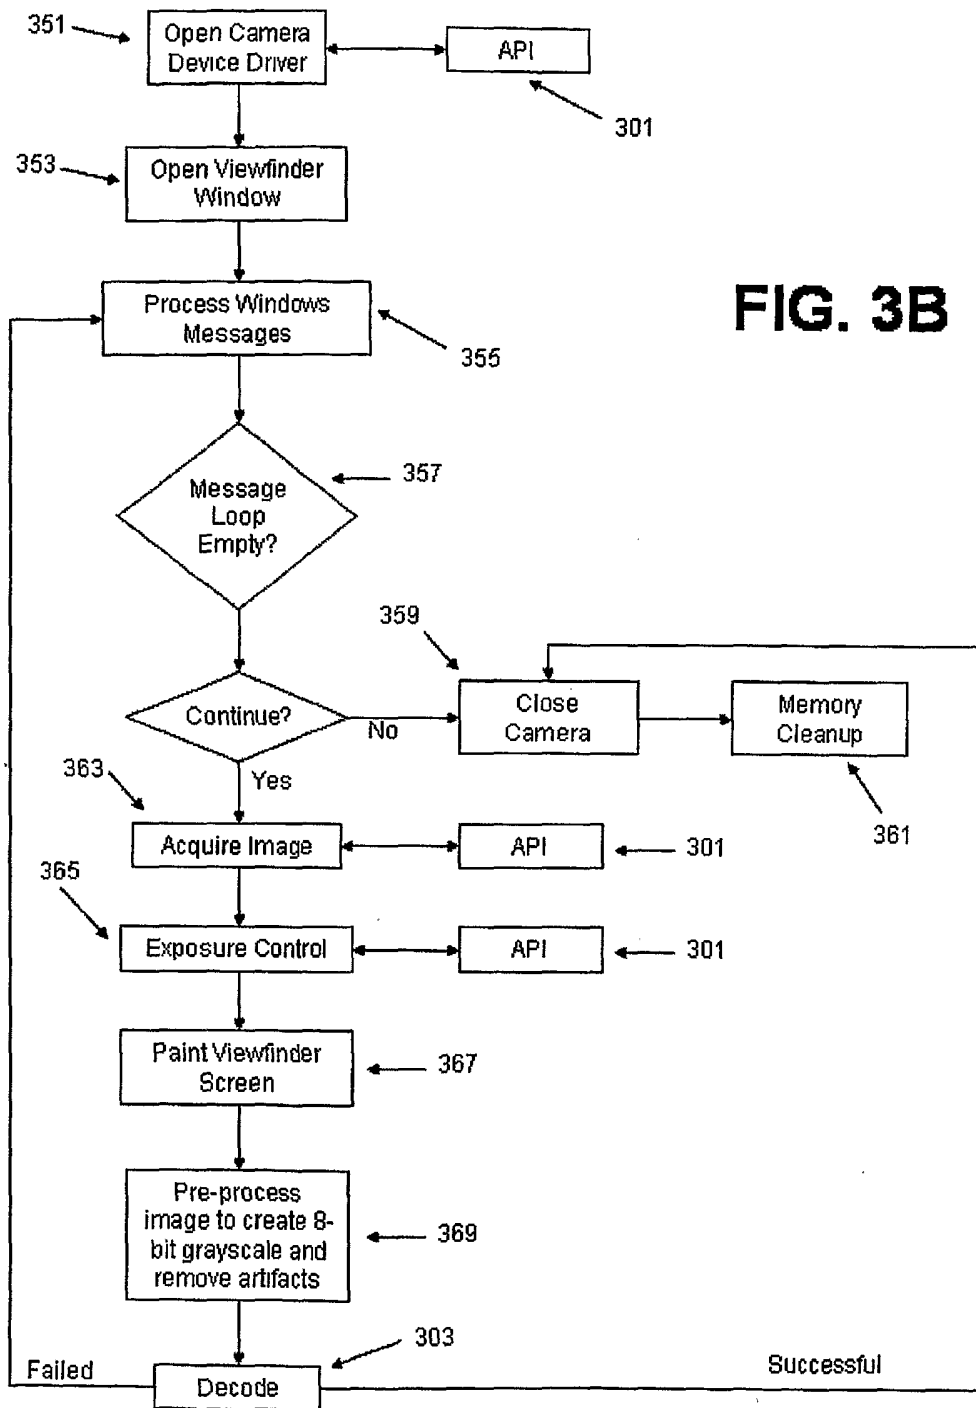 351
Open Camera
Device Driver
API
301
353
Open Viewfinder
Window
Process Windows
Messages
355
FIG. 3B
357
Message
Loop
Empty?
359
Continue?
No
Close
Camera
Memory
Cleanup
361
Yes
363
Acquire Image
API
301
365
Exposure Control
API
301
Paint Viewfinder
Screen
367
Pre-process
image to create 8-
bit grayscale and
remove artifacts
369
303
Failed
Decode
Successful